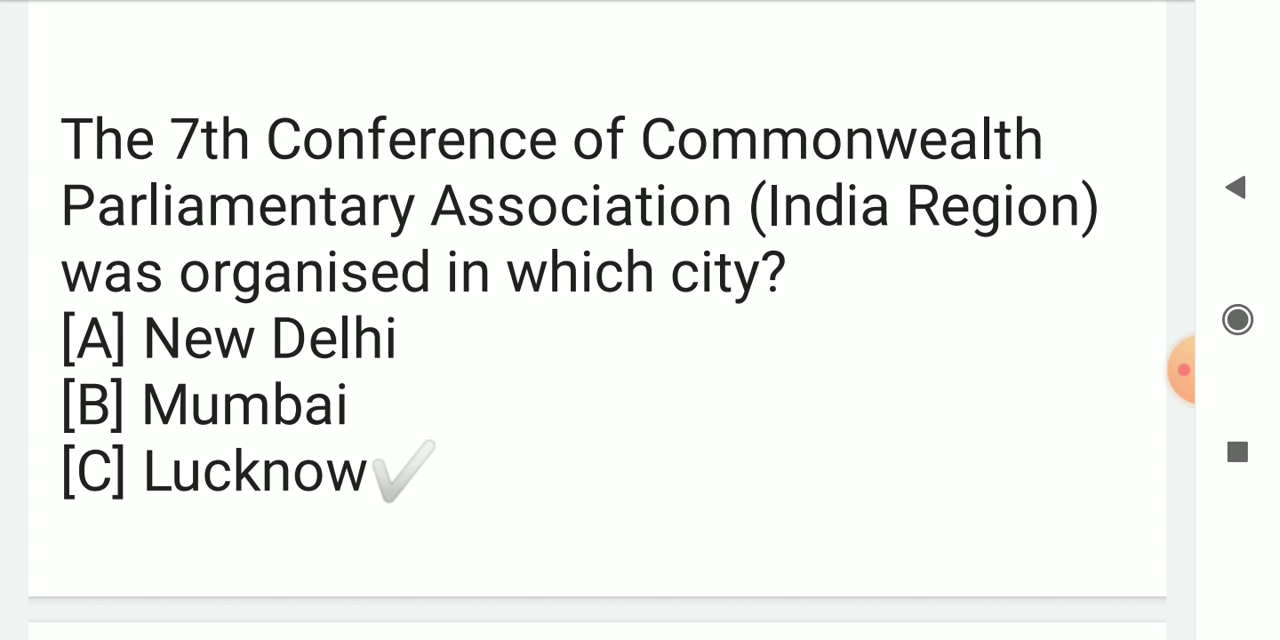 The 7th Conference of Commonwealth
Parliamentary Association (India Region)
was organised in which city?
[A] New Delhi
[B] Mumbai
[C] Lucknow✔️